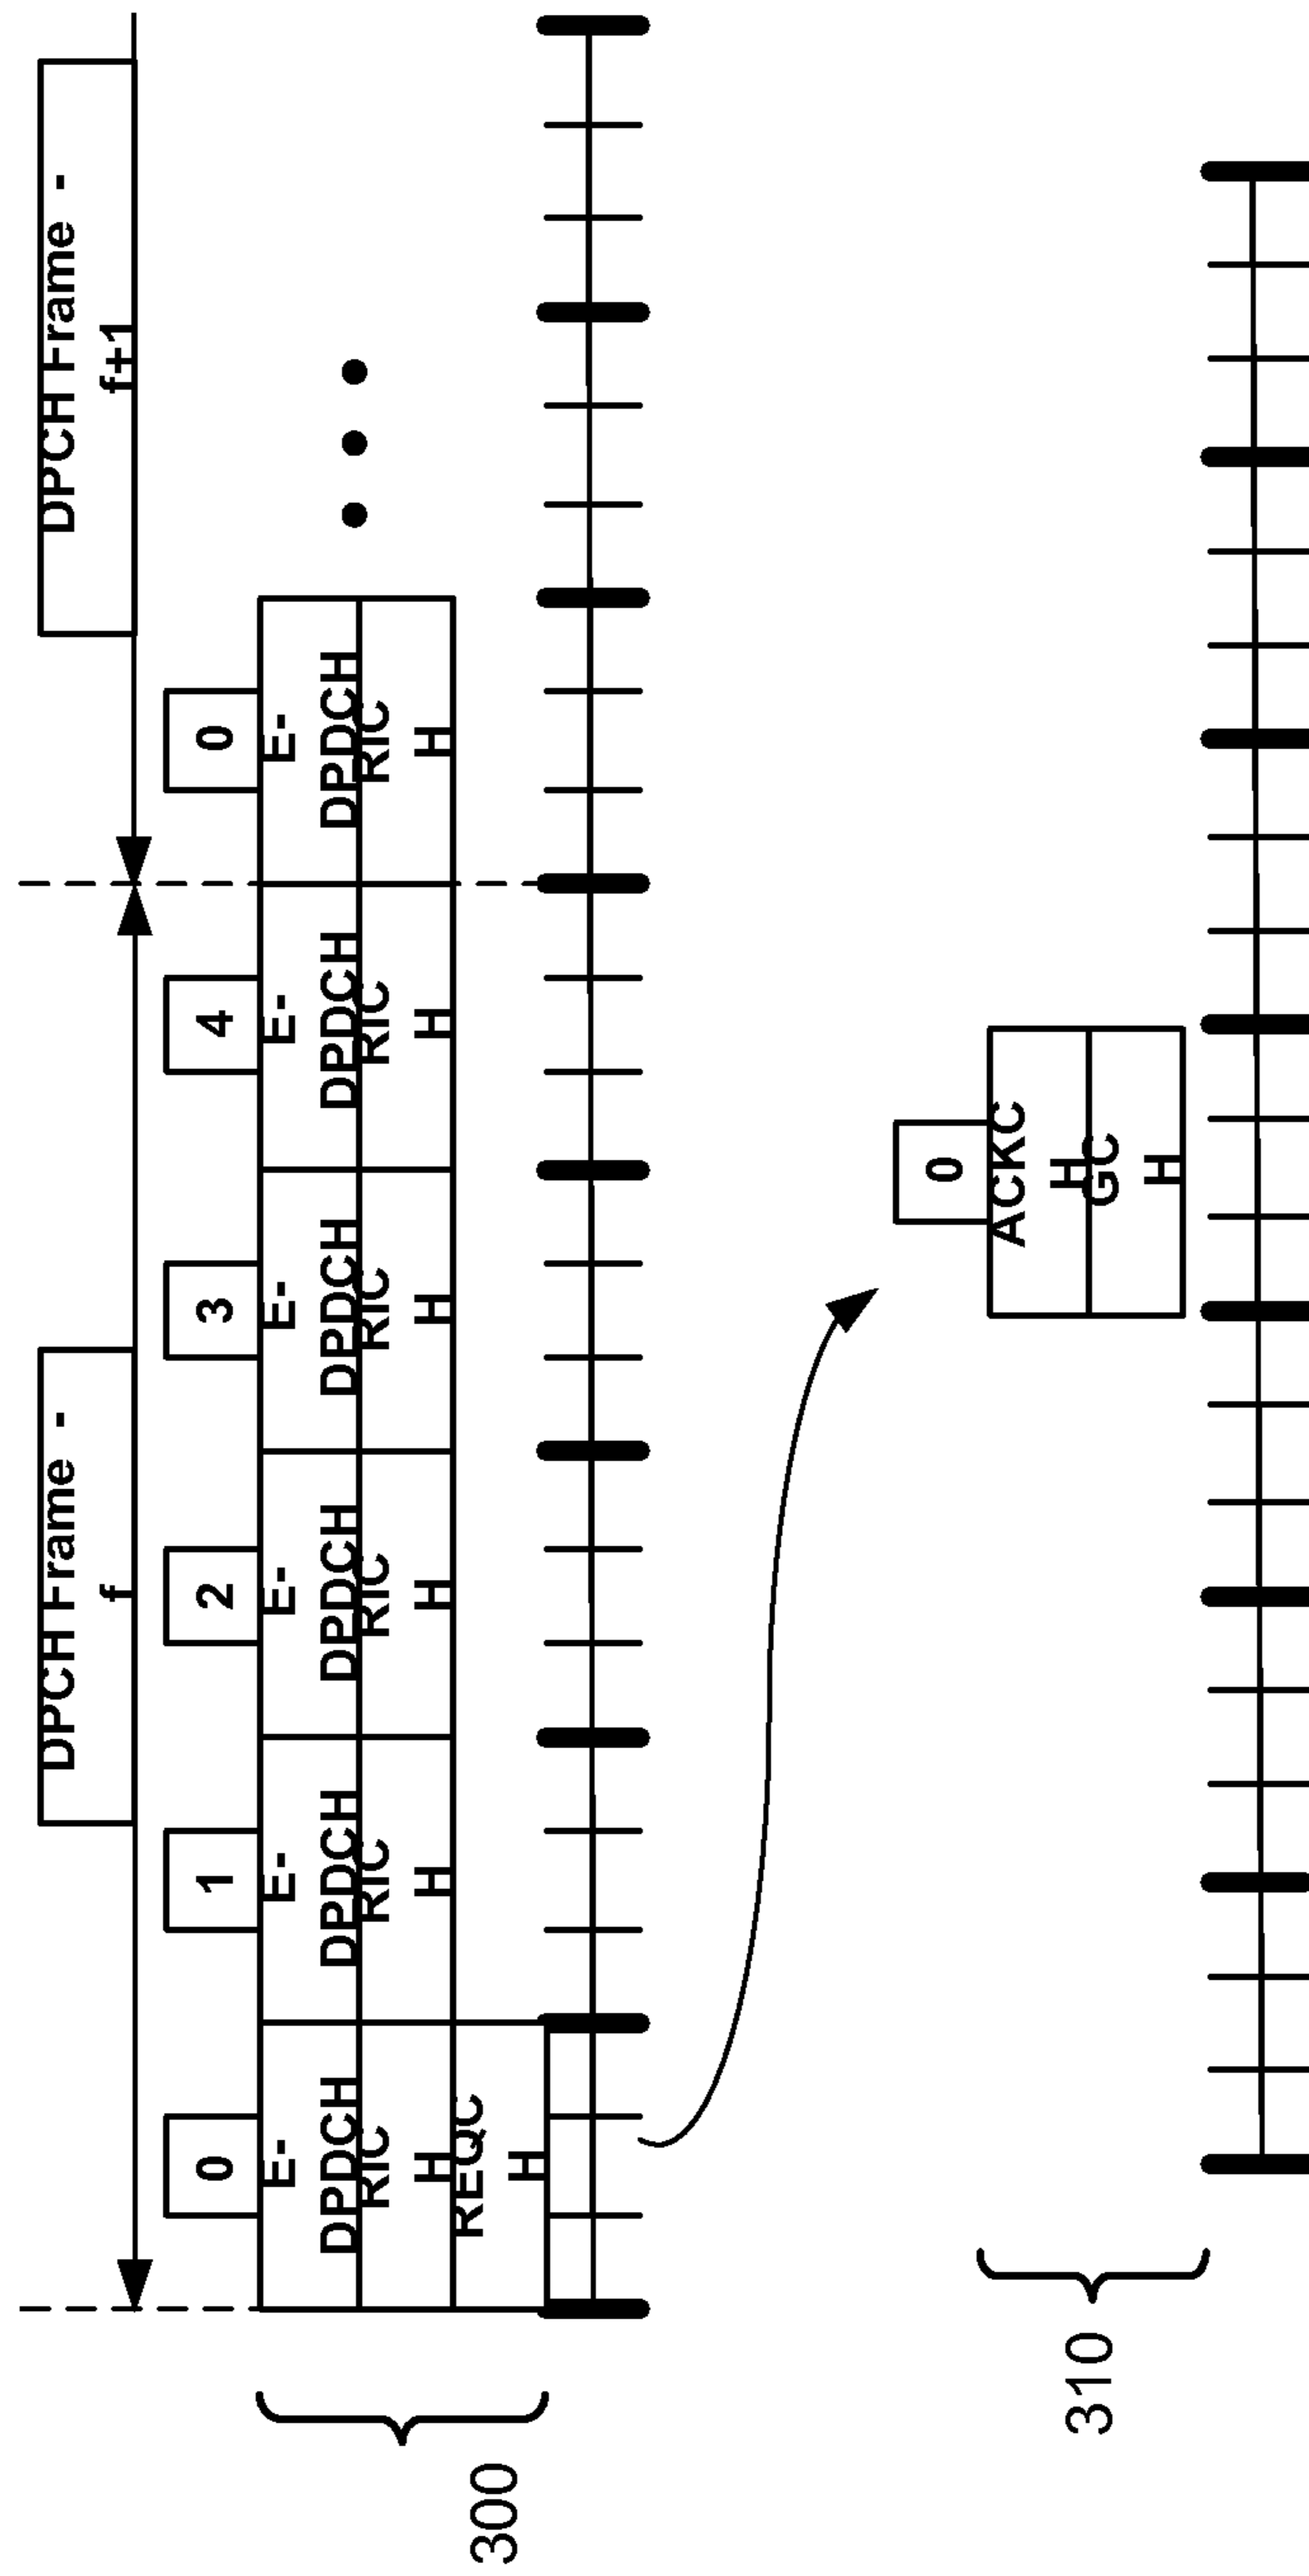 DPCH Frame -
f
DPCH Frame -
f+1
0
1
2
3
4
0
E-
DPDCH
E-
DPDCH
E-
DPDCH
E-
DPDCH
E-
DPDCH
E-
DPDCH
RIC
H
RIC
H
RIC
H
RIC
H
RIC
H
RIC
H
REQC
H
300
0
ACKC
H
GC
H
310